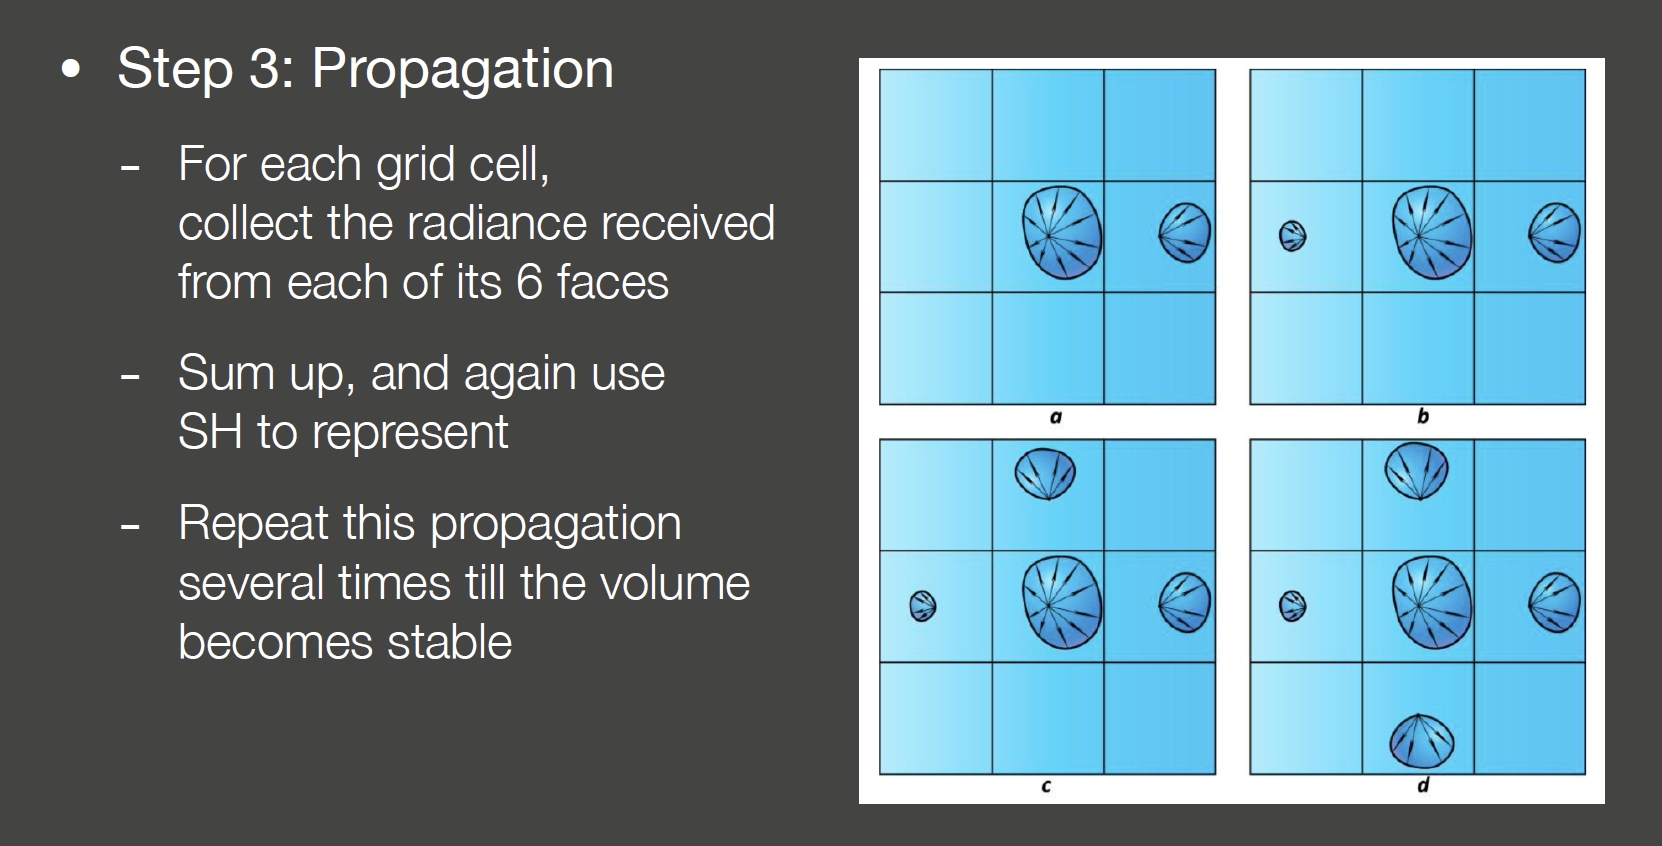 • Step 3: Propagation
- For each grid cell,
collect the radiance received
from each of its 6 faces
- Sum up, and again use
SH to represent
- Repeat this propagation
several times till the volume
becomes stable
a
b
c
d